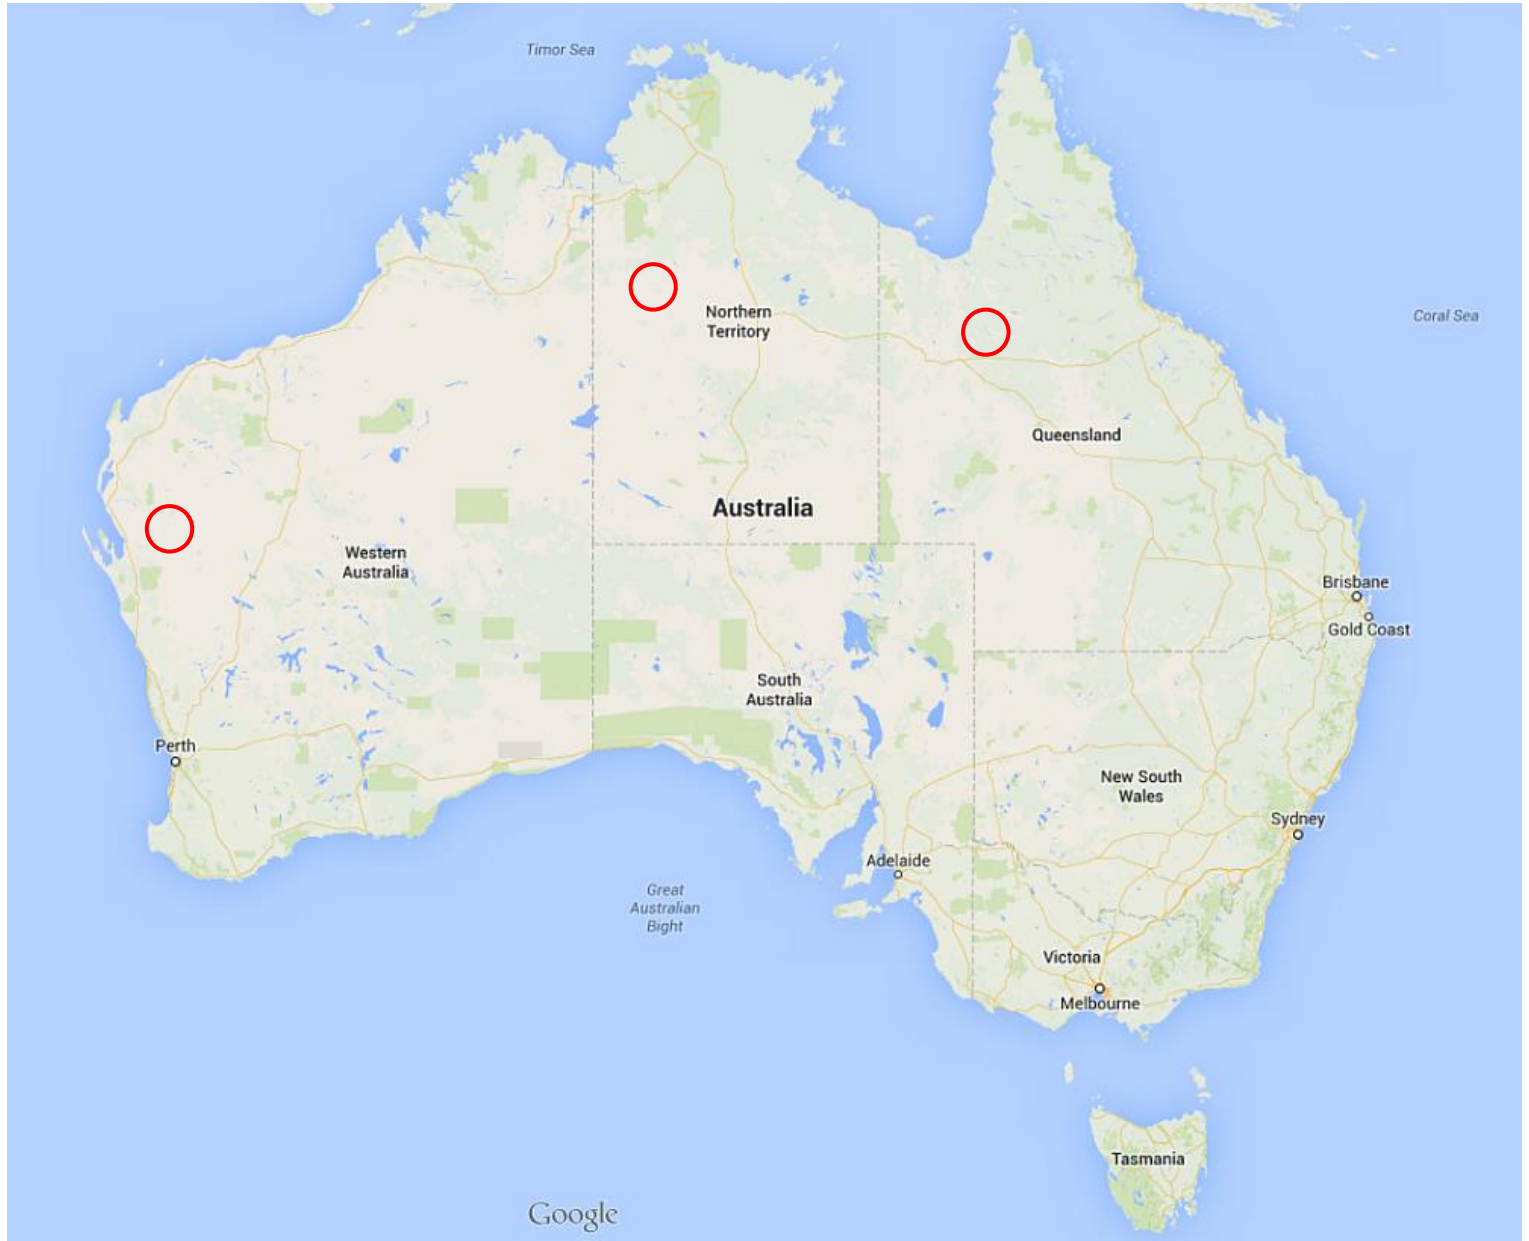 Timor Sea
Northern
Territory
Coral Sea
Queensland
Australia
Western
Australia
Brisbane
Gold Coast
South
Australia
Perth
New South
Wales
Sydney
Adelaide
Great
Australian
Bight
Victoria
Melbourne
Tasmania
Google